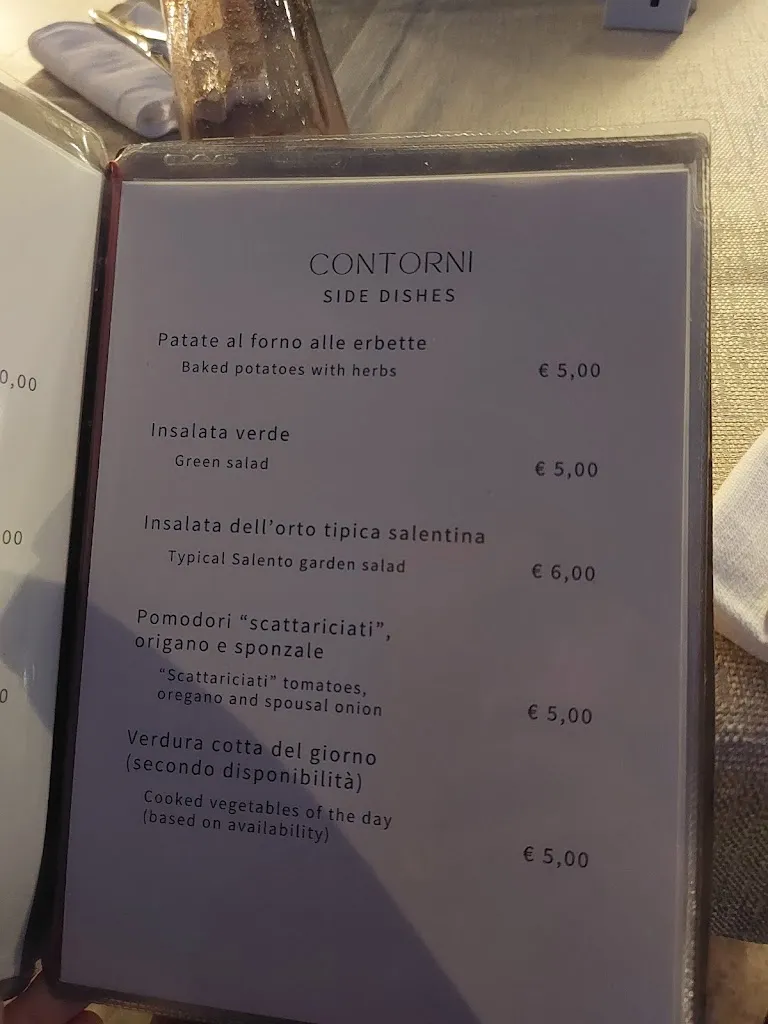 CONTORNI
SIDE DISHES
Patate al forno alle erbette
Baked potatoes with herbs
€ 5,00
Insalata verde
Green salad
€ 5,00
Insalata dell'orto tipica salentina
Typical Salento garden salad
€ 6,00
Pomodori “scattariciati”,
origano e sponzale
“Scattariciati” tomatoes,
oregano and spousal onion
€ 5,00
Verdura cotta del giorno
(secondo disponibilità)
Cooked vegetables of the day
(based on availability)
€ 5,00